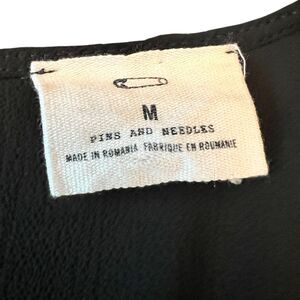 M
PINS AND NEEDLES
MADE IN ROMANIA FABRIQUE EN ROUMANIE